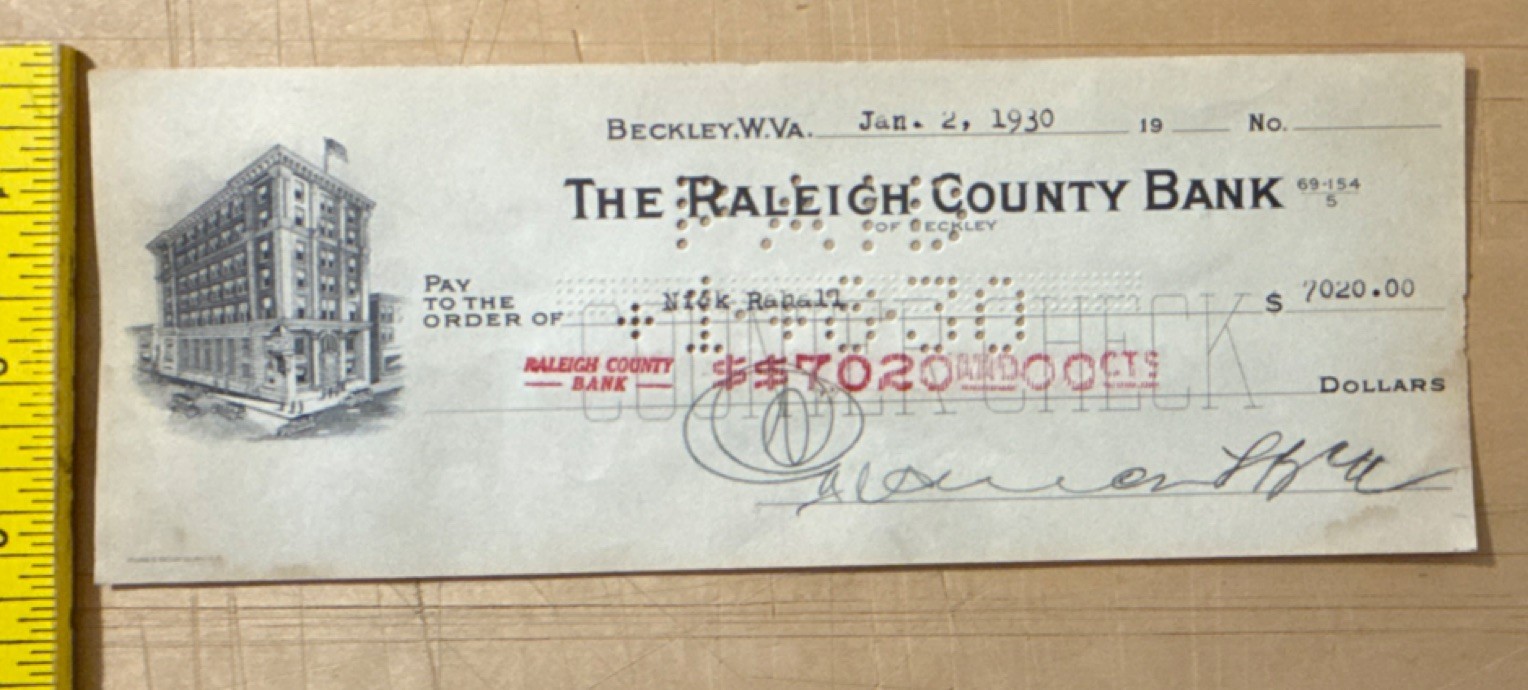 BECKLEY, W.VA. Jan. 2, 1930 19 No.
THE RALEIGH COUNTY BANK 69-154
5
OF BECKLEY
PAID
PAY
TO THE
ORDER OF Nick Rahall $ 7020.00
COUNTER CHECK
RALEIGH COUNTY
BANK
$$7020AND00CTS
DOLLARS